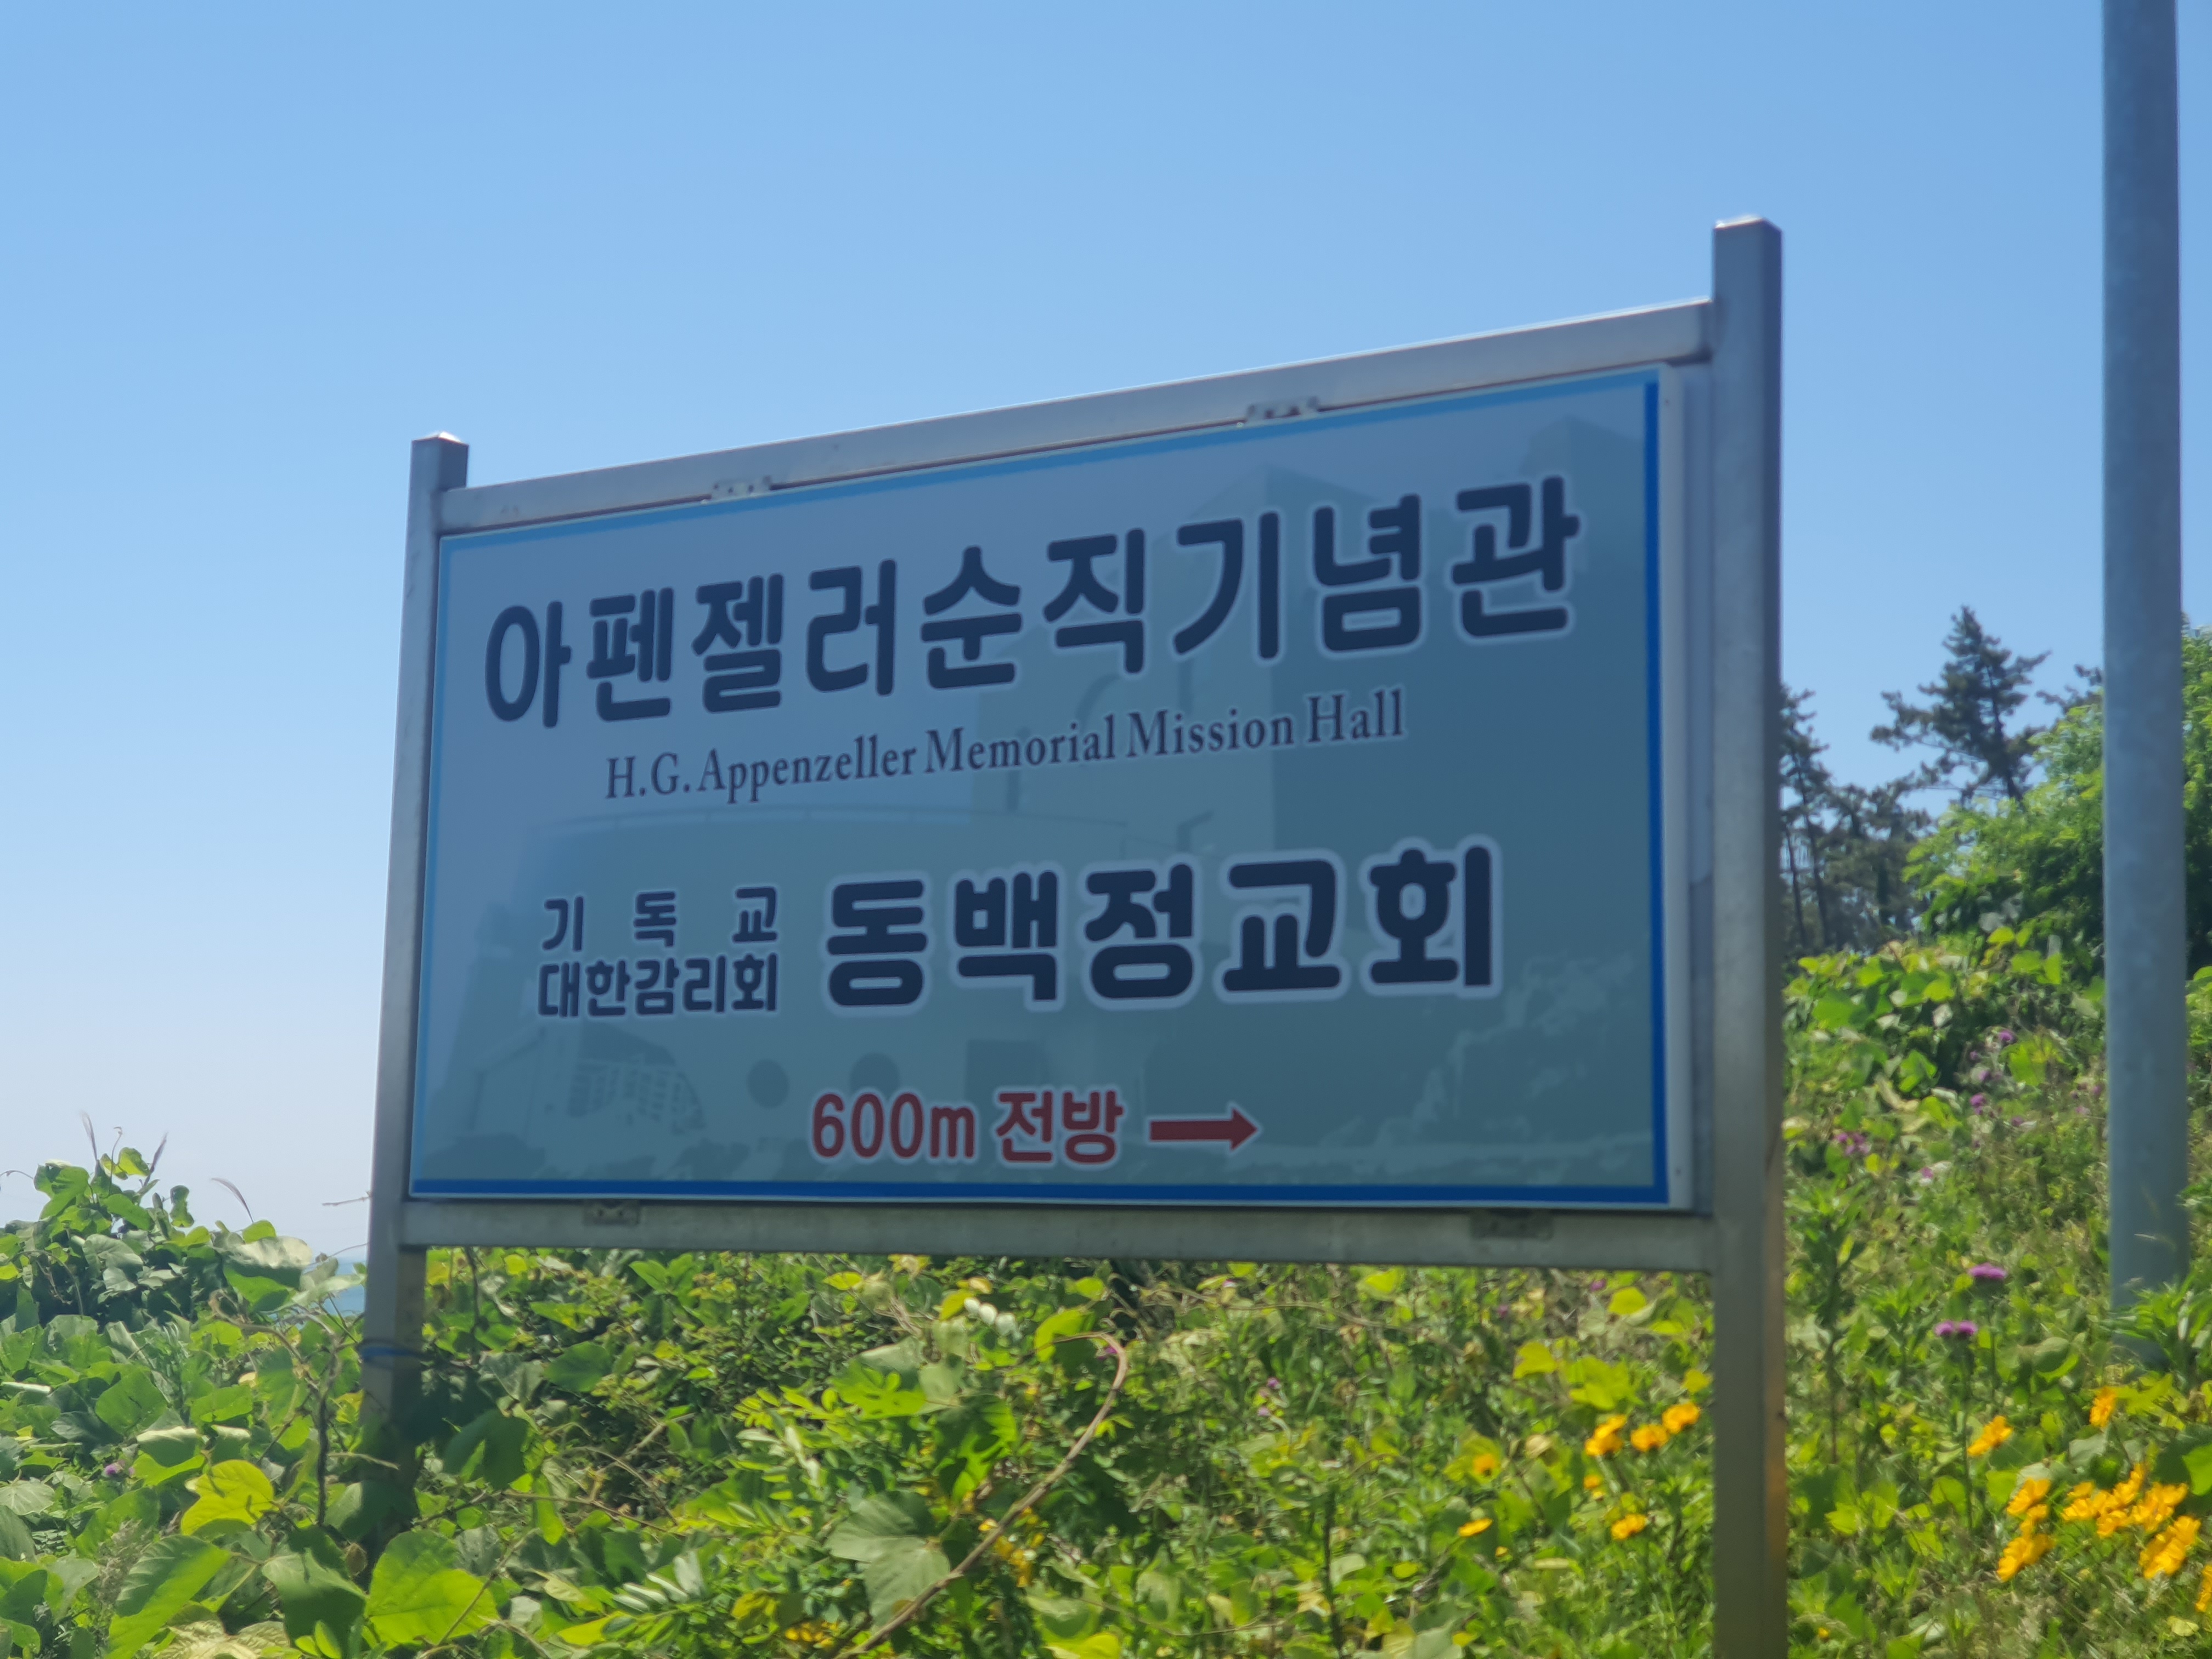 아펜젤러순직기념관
H.G. Appenzeller Memorial Mission Hall
기독교
대한감리회
동백정교회
600m 전방 →